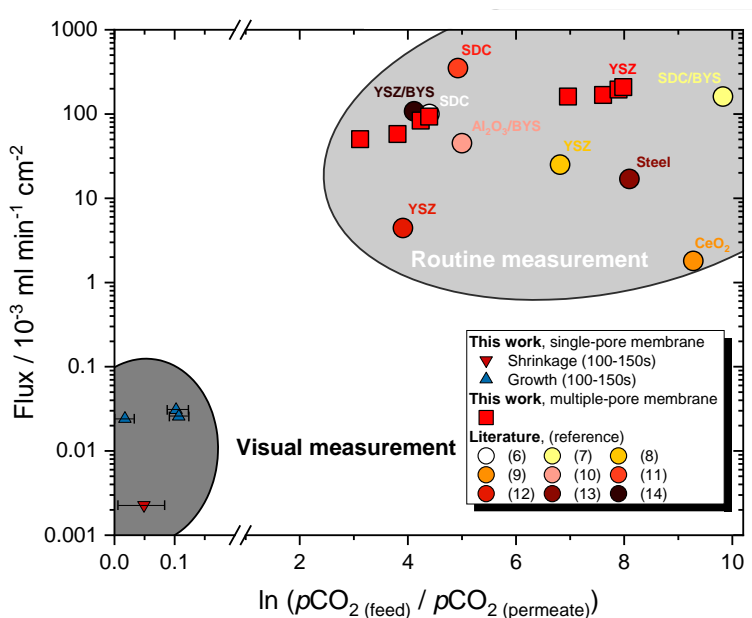 1000
100
10
1
0.1
0.01
0.001
Flux / 10⁻³ ml min⁻¹ cm⁻²
SDC
YSZ
SDC/BYS
YSZ/BYS
SDC
Al₂O₃/BYS
YSZ
Steel
YSZ
CeO₂
Routine measurement
Visual measurement
This work, single-pore membrane
Shrinkage (100-150s)
Growth (100-150s)
This work, multiple-pore membrane
Literature, (reference)
(6) (7) (8)
(9) (10) (11)
(12) (13) (14)
0.0 0.1 2 4 6 8 10
ln (pCO₂ (feed) / pCO₂ (permeate))